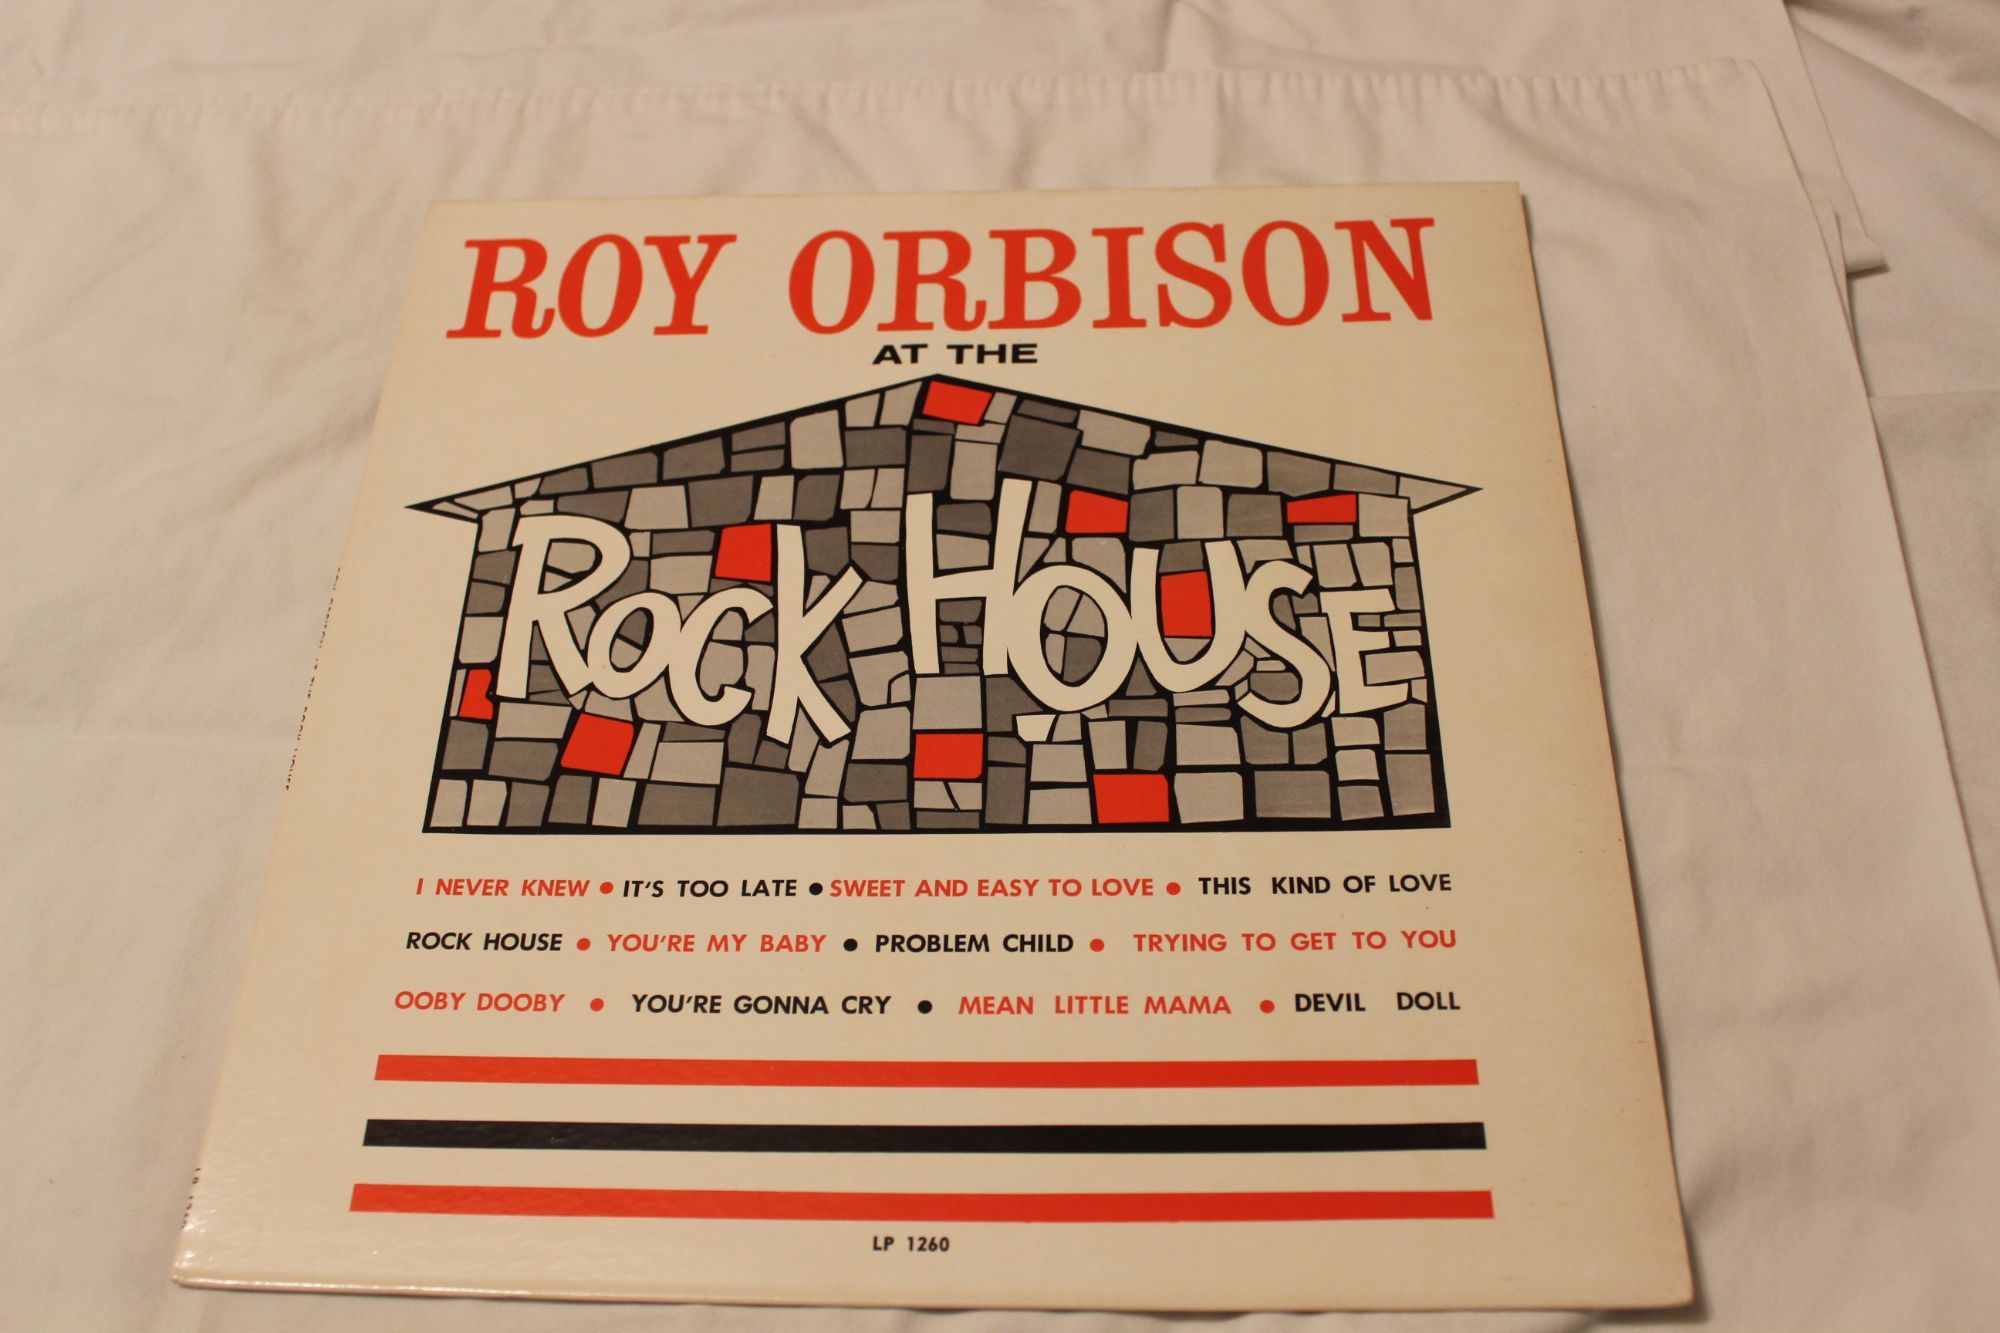 ROY ORBISON
AT THE
ROCK HOUSE
I NEVER KNEW • IT'S TOO LATE • SWEET AND EASY TO LOVE • THIS KIND OF LOVE
ROCK HOUSE • YOU'RE MY BABY • PROBLEM CHILD • TRYING TO GET TO YOU
OOBY DOOBY • YOU'RE GONNA CRY • MEAN LITTLE MAMA • DEVIL DOLL
LP 1260